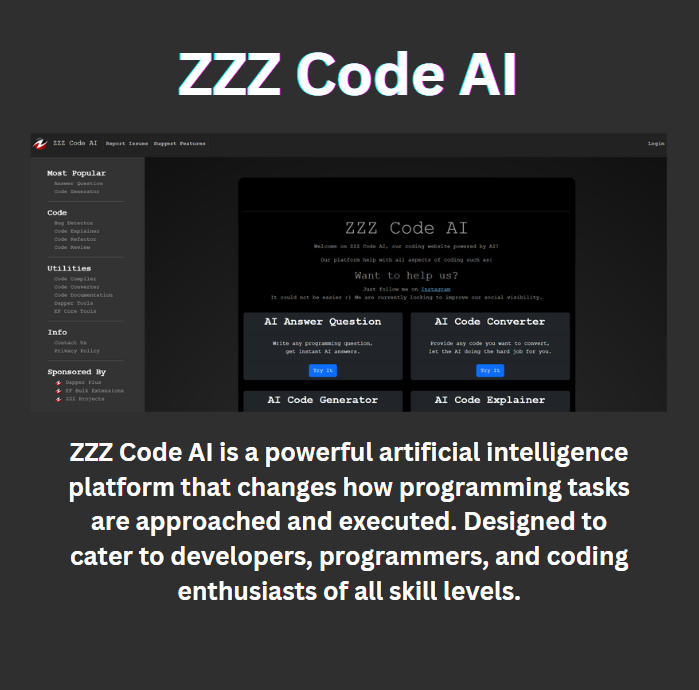 ZZZ Code AI
ZZZ Code AI Report Issues Suggest Features Login
Most Popular
Answer Question
Code Generator
Code
Bug Detector
Code Explainer
Code Refactor
Code Review
Utilities
Code Compiler
Code Converter
Code Documentation
Dapper Tools
EF Core Tools
Info
Contact Us
Privacy Policy
Sponsored By
Dapper Plus
EF Bulk Extensions
ZZZ Projects
ZZZ Code AI
Welcome on ZZZ Code AI, our coding website powered by AI!
Our platform help with all aspects of coding such as:
Want to help us?
Just follow me on Instagram
It could not be easier ;) We are currently looking to improve our social visibility.
AI Answer Question
Write any programming question,
get instant AI answers.
Try It
AI Code Converter
Provide any code you want to convert,
let the AI doing the hard job for you.
Try It
AI Code Generator
AI Code Explainer
ZZZ Code AI is a powerful artificial intelligence
platform that changes how programming tasks
are approached and executed. Designed to
cater to developers, programmers, and coding
enthusiasts of all skill levels.